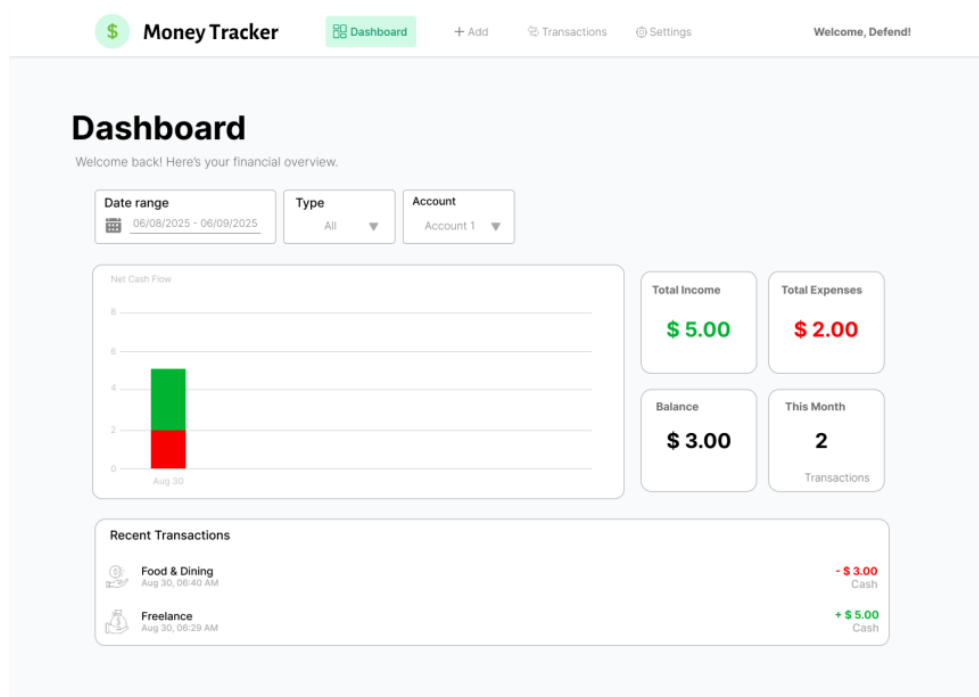 $ Money Tracker Dashboard + Add Transactions Settings Welcome, Defend!
Dashboard
Welcome back! Here's your financial overview.
Date range
06/08/2025 - 06/09/2025
Type
All
Account
Account 1
Net Cash Flow
8
6
4
2
0
Aug 30
Total Income
$ 5.00
Total Expenses
$ 2.00
Balance
$ 3.00
This Month
2
Transactions
Recent Transactions
Food & Dining - $ 3.00
Aug 30, 06:40 AM Cash
Freelance + $ 5.00
Aug 30, 06:29 AM Cash